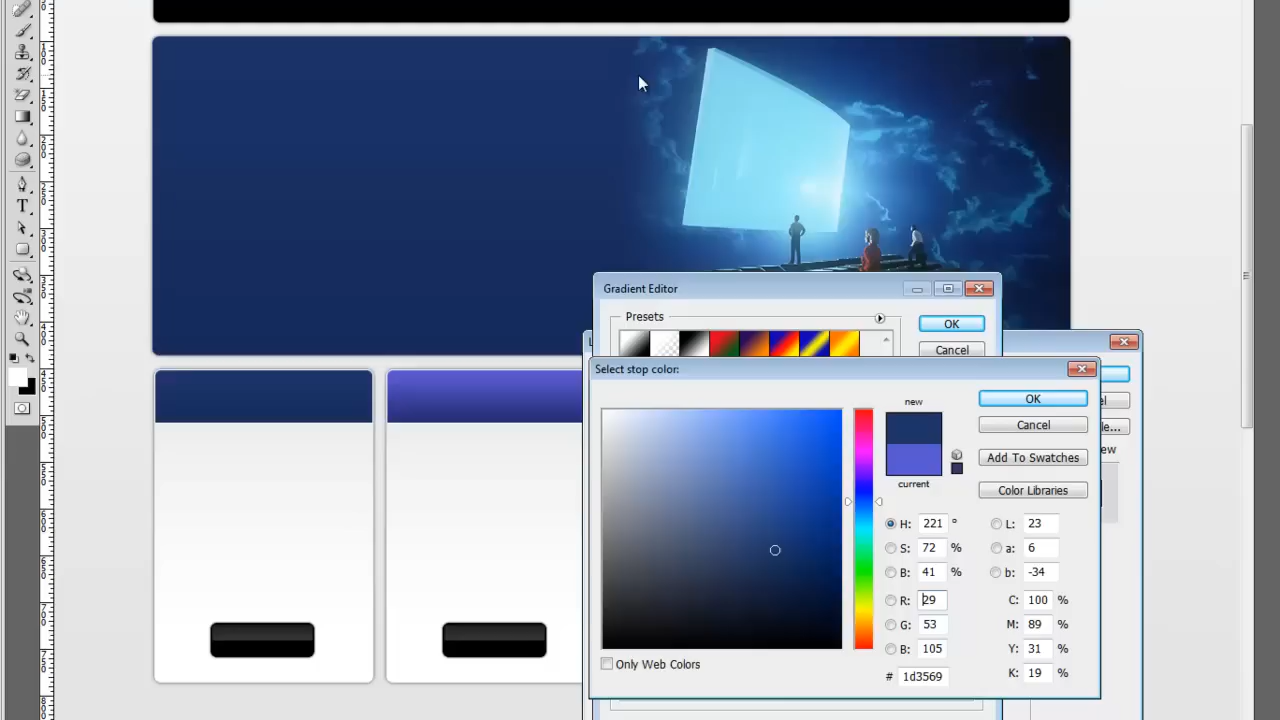 Gradient Editor
Presets
OK
Cancel
Select stop color:
new
OK
current
Cancel
Add To Swatches
Color Libraries
H: 221 °
S: 72 %
B: 41 %
R: 29
G: 53
B: 105
# 1d3569
L: 23
a: 6
b: -34
C: 100 %
M: 89 %
Y: 31 %
K: 19 %
Only Web Colors
T